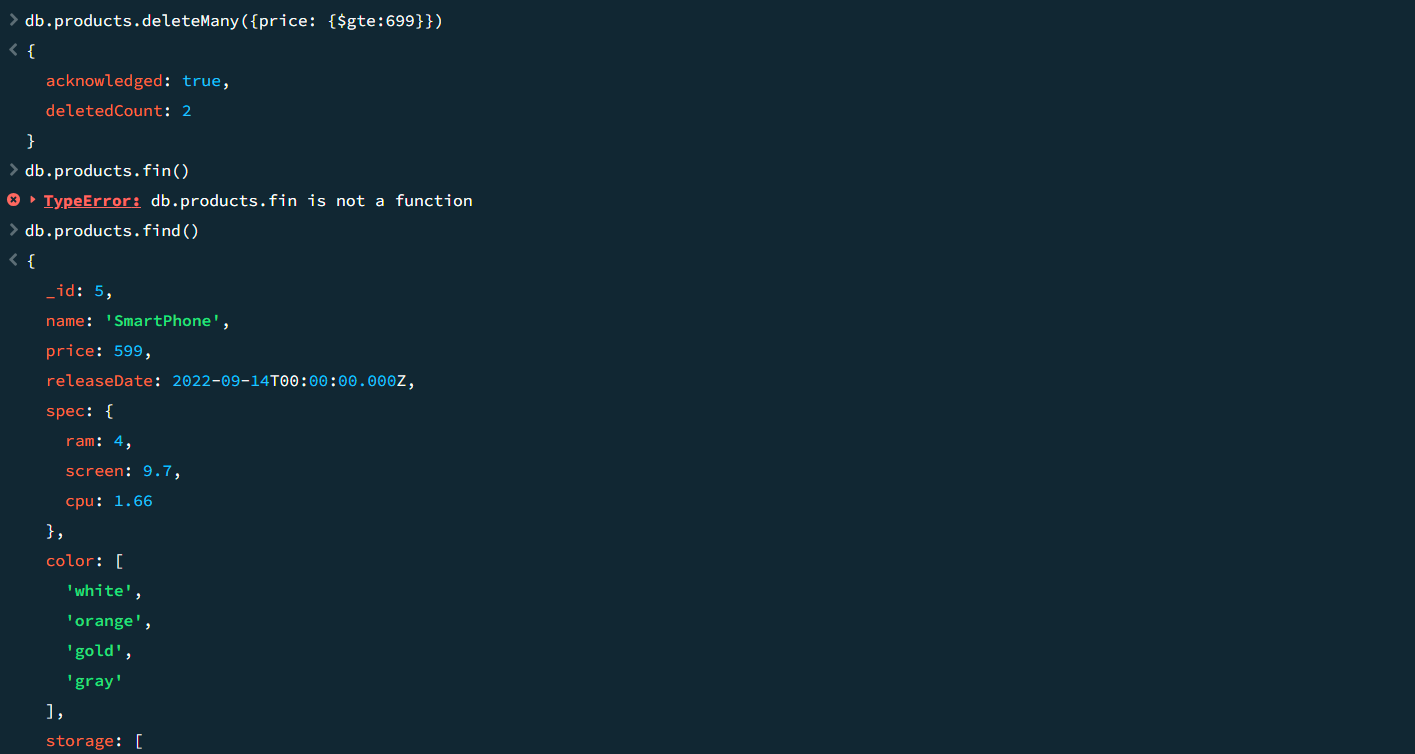 db.products.deleteMany({price: {$gte:699}})
{
acknowledged: true,
deletedCount: 2
}
db.products.fin()
TypeError: db.products.fin is not a function
db.products.find()
{
_id: 5,
name: 'SmartPhone',
price: 599,
releaseDate: 2022-09-14T00:00:00.000Z,
spec: {
ram: 4,
screen: 9.7,
cpu: 1.66
},
color: [
'white',
'orange',
'gold',
'gray'
],
storage: [